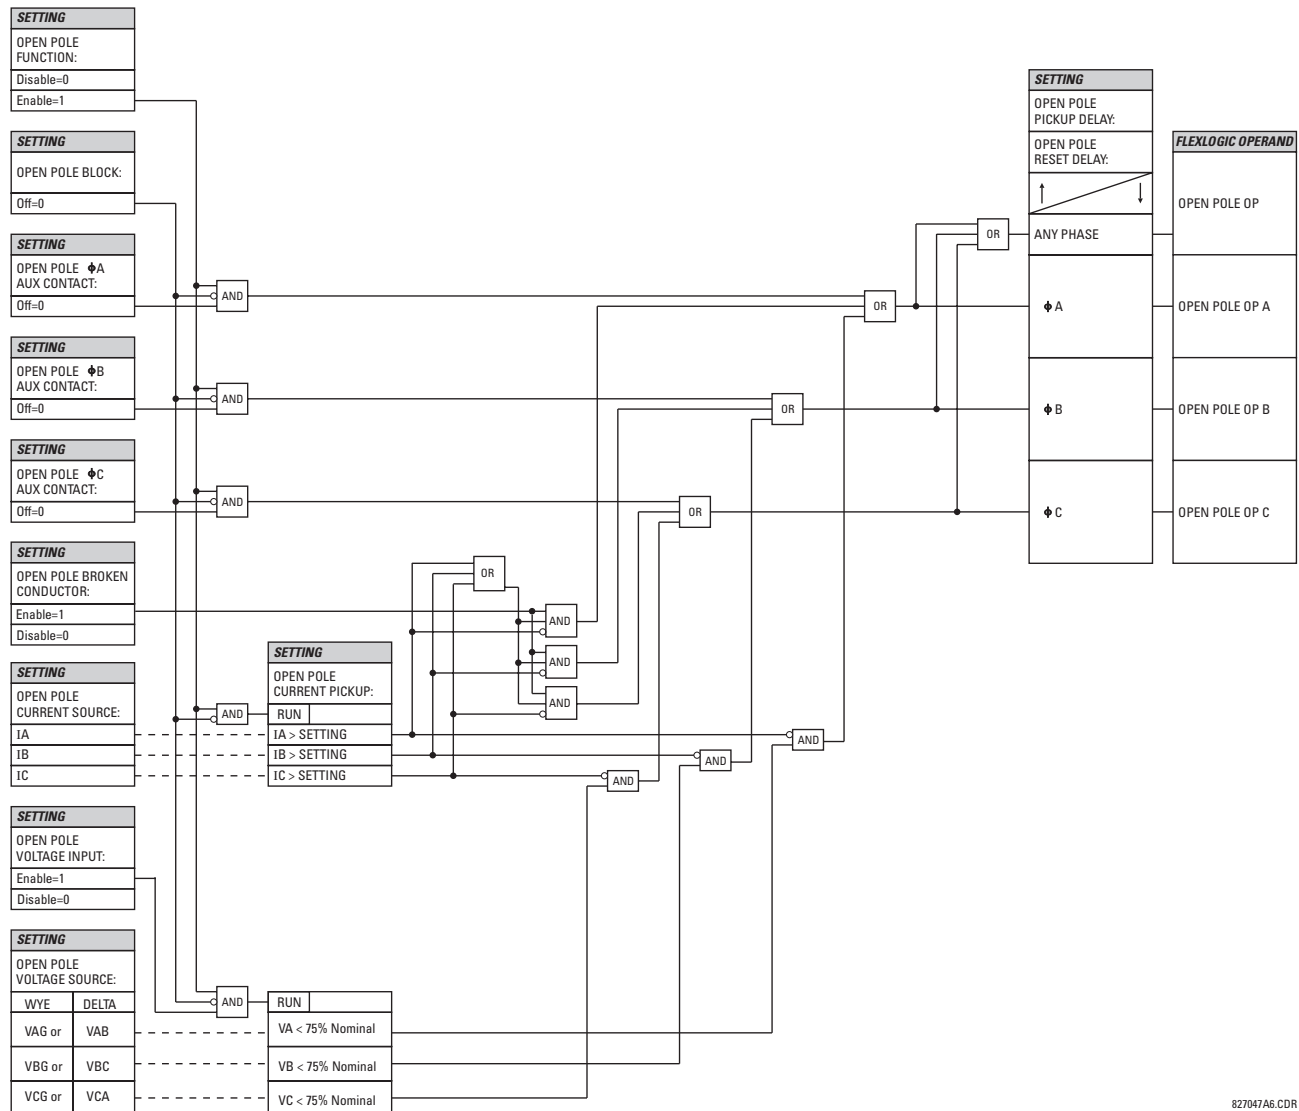 SETTING
OPEN POLE
FUNCTION:
Disable=0
Enable=1
SETTING
OPEN POLE BLOCK:
Off=0
SETTING
OPEN POLE ϕA
AUX CONTACT:
Off=0
SETTING
OPEN POLE ϕB
AUX CONTACT:
Off=0
SETTING
OPEN POLE ϕC
AUX CONTACT:
Off=0
SETTING
OPEN POLE BROKEN
CONDUCTOR:
Enable=1
Disable=0
SETTING
OPEN POLE
CURRENT SOURCE:
IA
IB
IC
SETTING
OPEN POLE
VOLTAGE INPUT:
Enable=1
Disable=0
SETTING
OPEN POLE
VOLTAGE SOURCE:
WYE DELTA
VAG or VAB
VBG or VBC
VCG or VCA
AND
AND
AND
AND
AND
SETTING
OPEN POLE
CURRENT PICKUP:
RUN
IA > SETTING
IB > SETTING
IC > SETTING
RUN
VA < 75% Nominal
VB < 75% Nominal
VC < 75% Nominal
OR
AND
AND
AND
AND
AND
AND
OR
OR
OR
OR
SETTING
OPEN POLE
PICKUP DELAY:
OPEN POLE
RESET DELAY:
ANY PHASE
ϕ A
ϕ B
ϕ C
FLEXLOGIC OPERAND
OPEN POLE OP
OPEN POLE OP A
OPEN POLE OP B
OPEN POLE OP C
827047A6.CDR